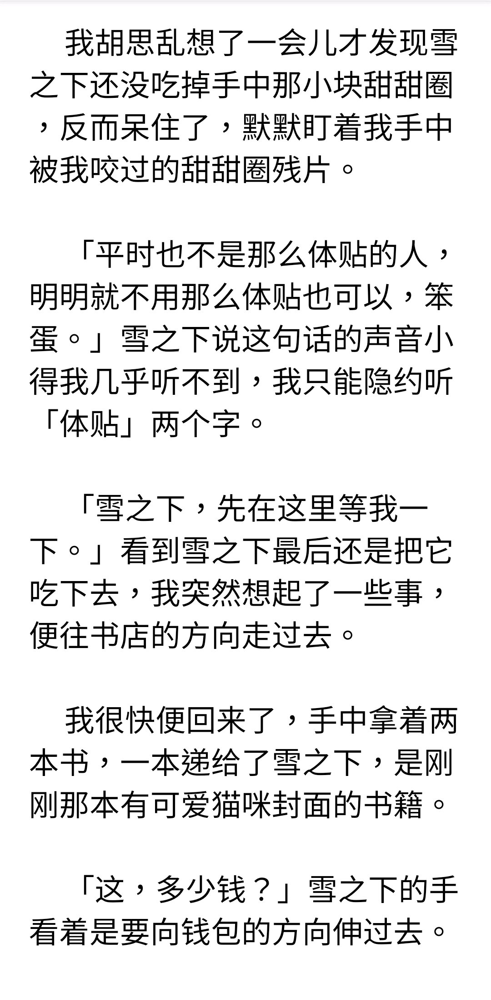 我胡思乱想了一会儿才发现雪
之下还没吃掉手中那小块甜甜圈
，反而呆住了，默默盯着我手中
被我咬过的甜甜圈残片。
「平时也不是那么体贴的人，
明明就不用那么体贴也可以，笨
蛋。」雪之下说这句话的声音小
得我几乎听不到，我只能隐约听
「体贴」两个字。
「雪之下，先在这里等我一
下。」看到雪之下最后还是把它
吃下去，我突然想起了一些事，
便往书店的方向走过去。
我很快便回来了，手中拿着两
本书，一本递给了雪之下，是刚
刚那本有可爱猫咪封面的书籍。
「这，多少钱？」雪之下的手
看着是要向钱包的方向伸过去。